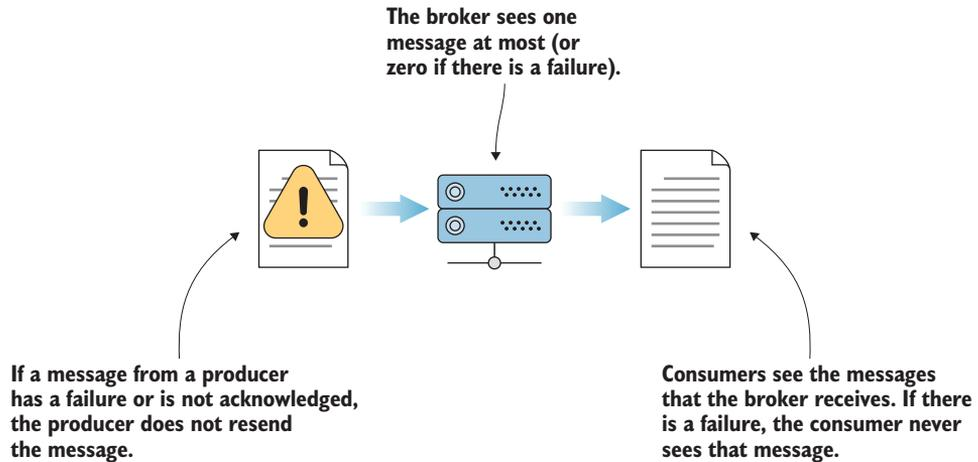 The broker sees one
message at most (or
zero if there is a failure).
If a message from a producer
has a failure or is not acknowledged,
the producer does not resend
the message.
Consumers see the messages
that the broker receives. If there
is a failure, the consumer never
sees that message.